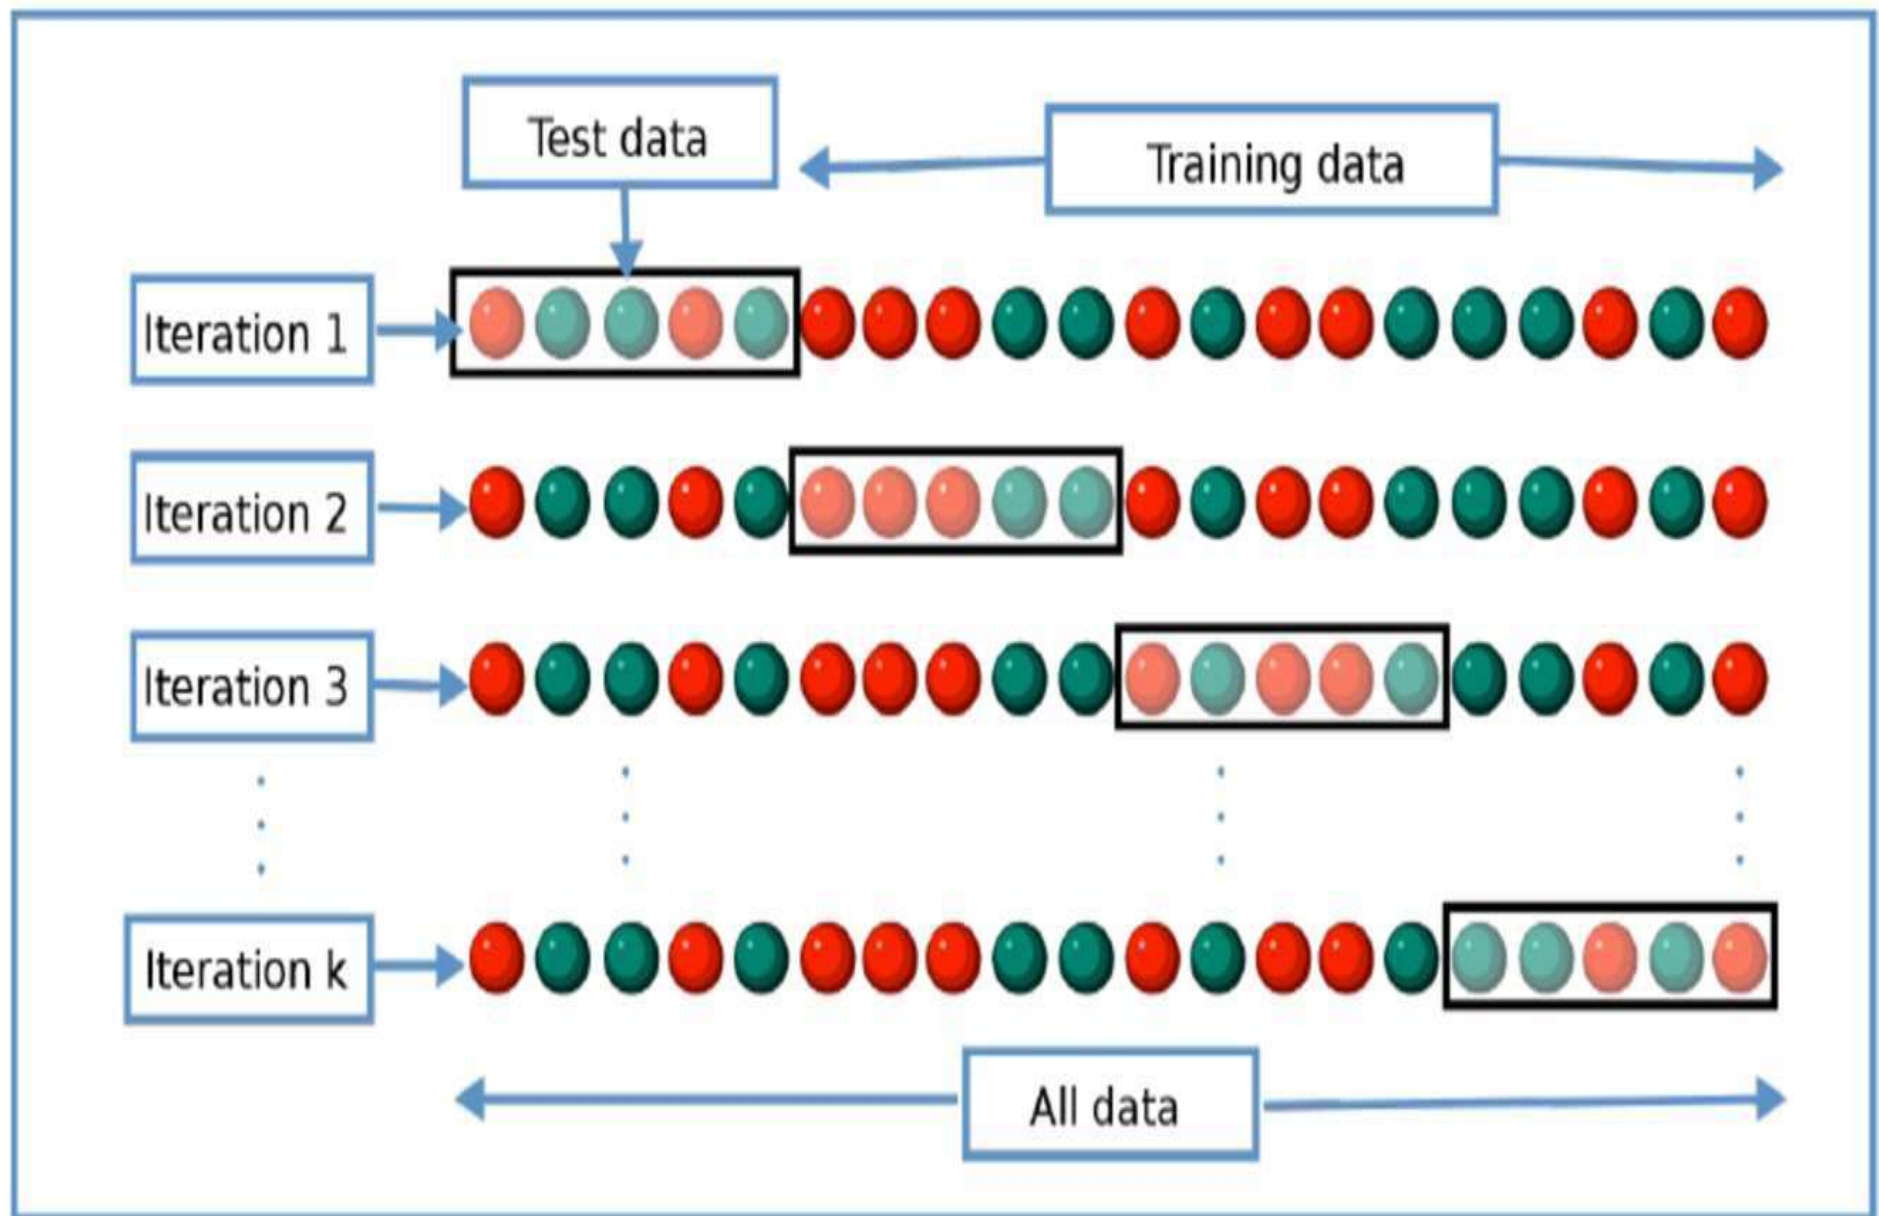 Test data
Training data
Iteration 1
Iteration 2
Iteration 3
Iteration k
All data